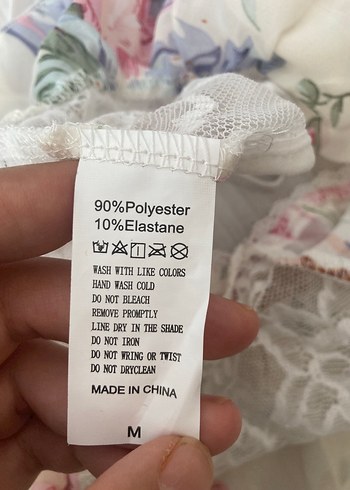 90%Polyester
10%Elastane
WASH WITH LIKE COLORS
HAND WASH COLD
DO NOT BLEACH
REMOVE PROMPTLY
LINE DRY IN THE SHADE
DO NOT IRON
DO NOT WRING OR TWIST
DO NOT DRYCLEAN
MADE IN CHINA
M